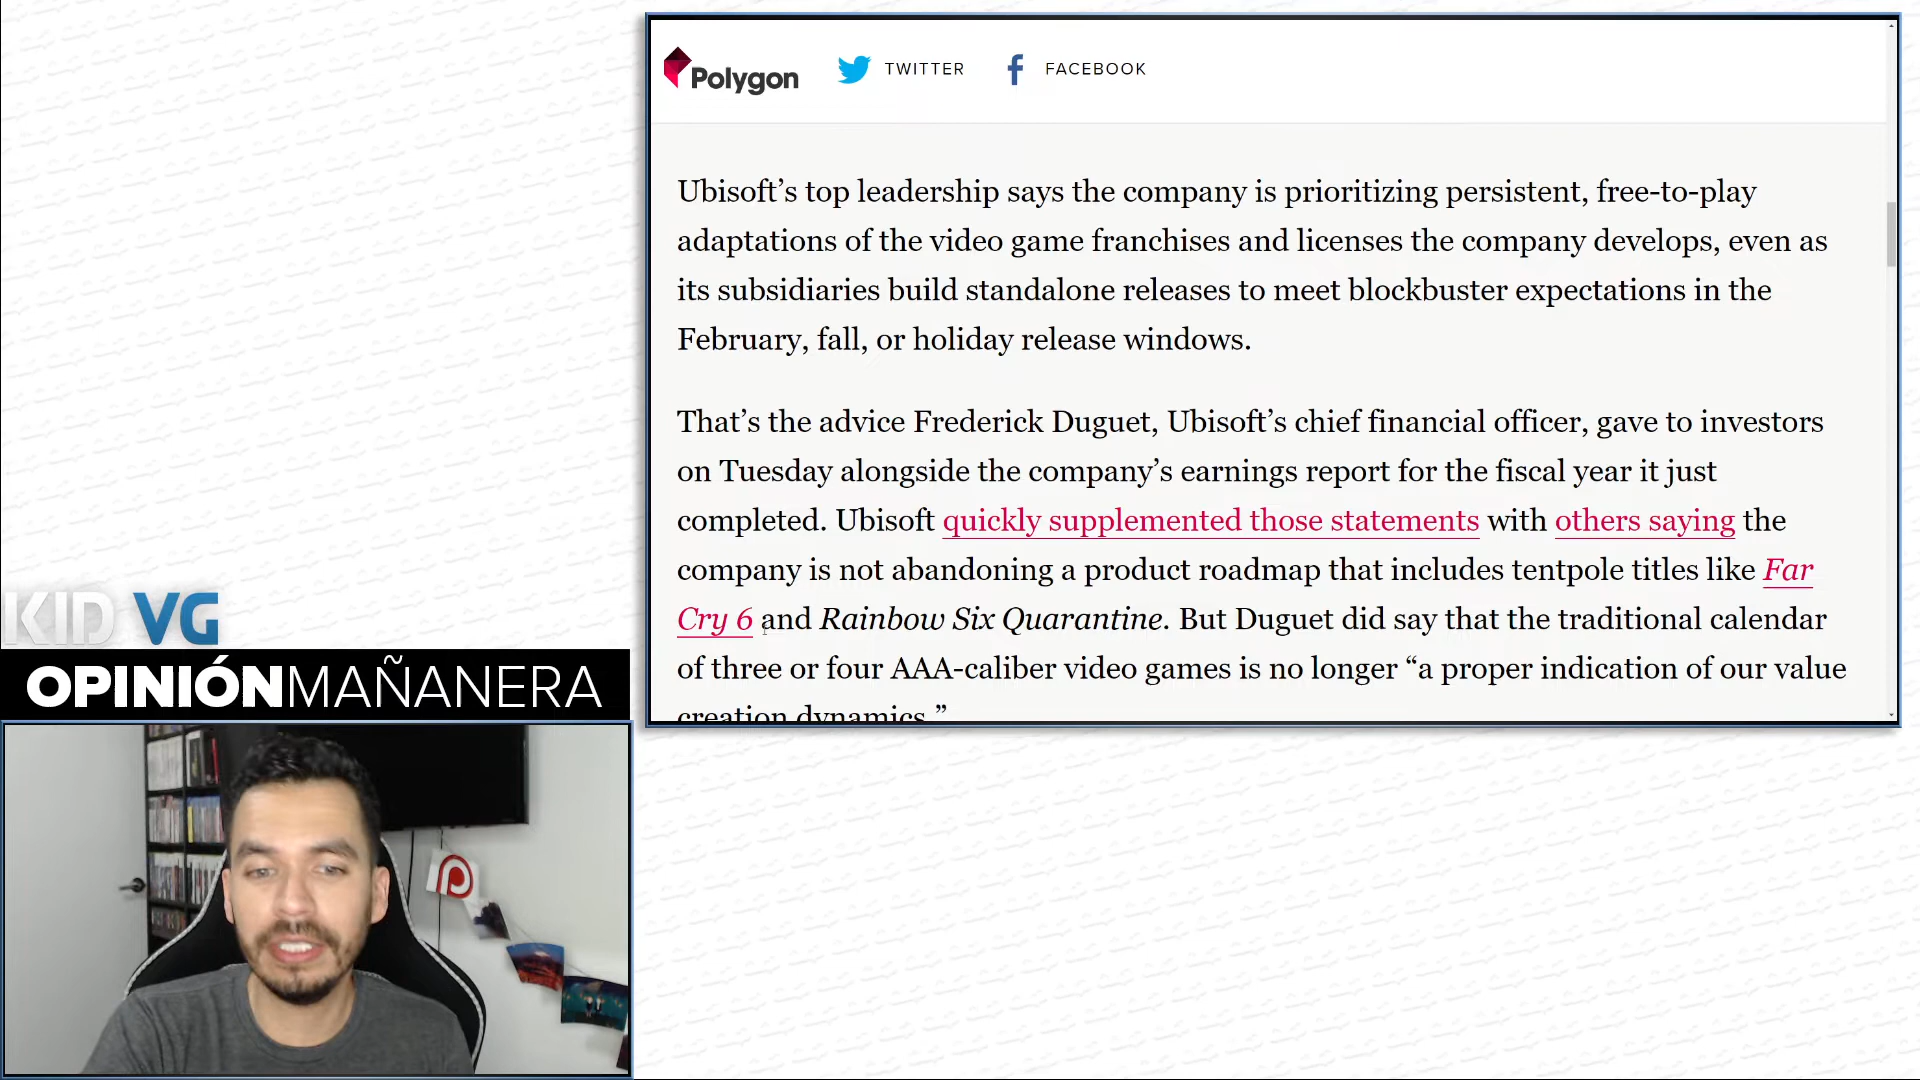 Polygon
TWITTER
FACEBOOK
Ubisoft’s top leadership says the company is prioritizing persistent, free-to-play
adaptations of the video game franchises and licenses the company develops, even as
its subsidiaries build standalone releases to meet blockbuster expectations in the
February, fall, or holiday release windows.
That’s the advice Frederick Duguet, Ubisoft’s chief financial officer, gave to investors
on Tuesday alongside the company’s earnings report for the fiscal year it just
completed. Ubisoft quickly supplemented those statements with others saying the
company is not abandoning a product roadmap that includes tentpole titles like Far
Cry 6 and Rainbow Six Quarantine. But Duguet did say that the traditional calendar
of three or four AAA-caliber video games is no longer “a proper indication of our value
creation dynamics.”
KID VG
OPINIÓNMAÑANERA